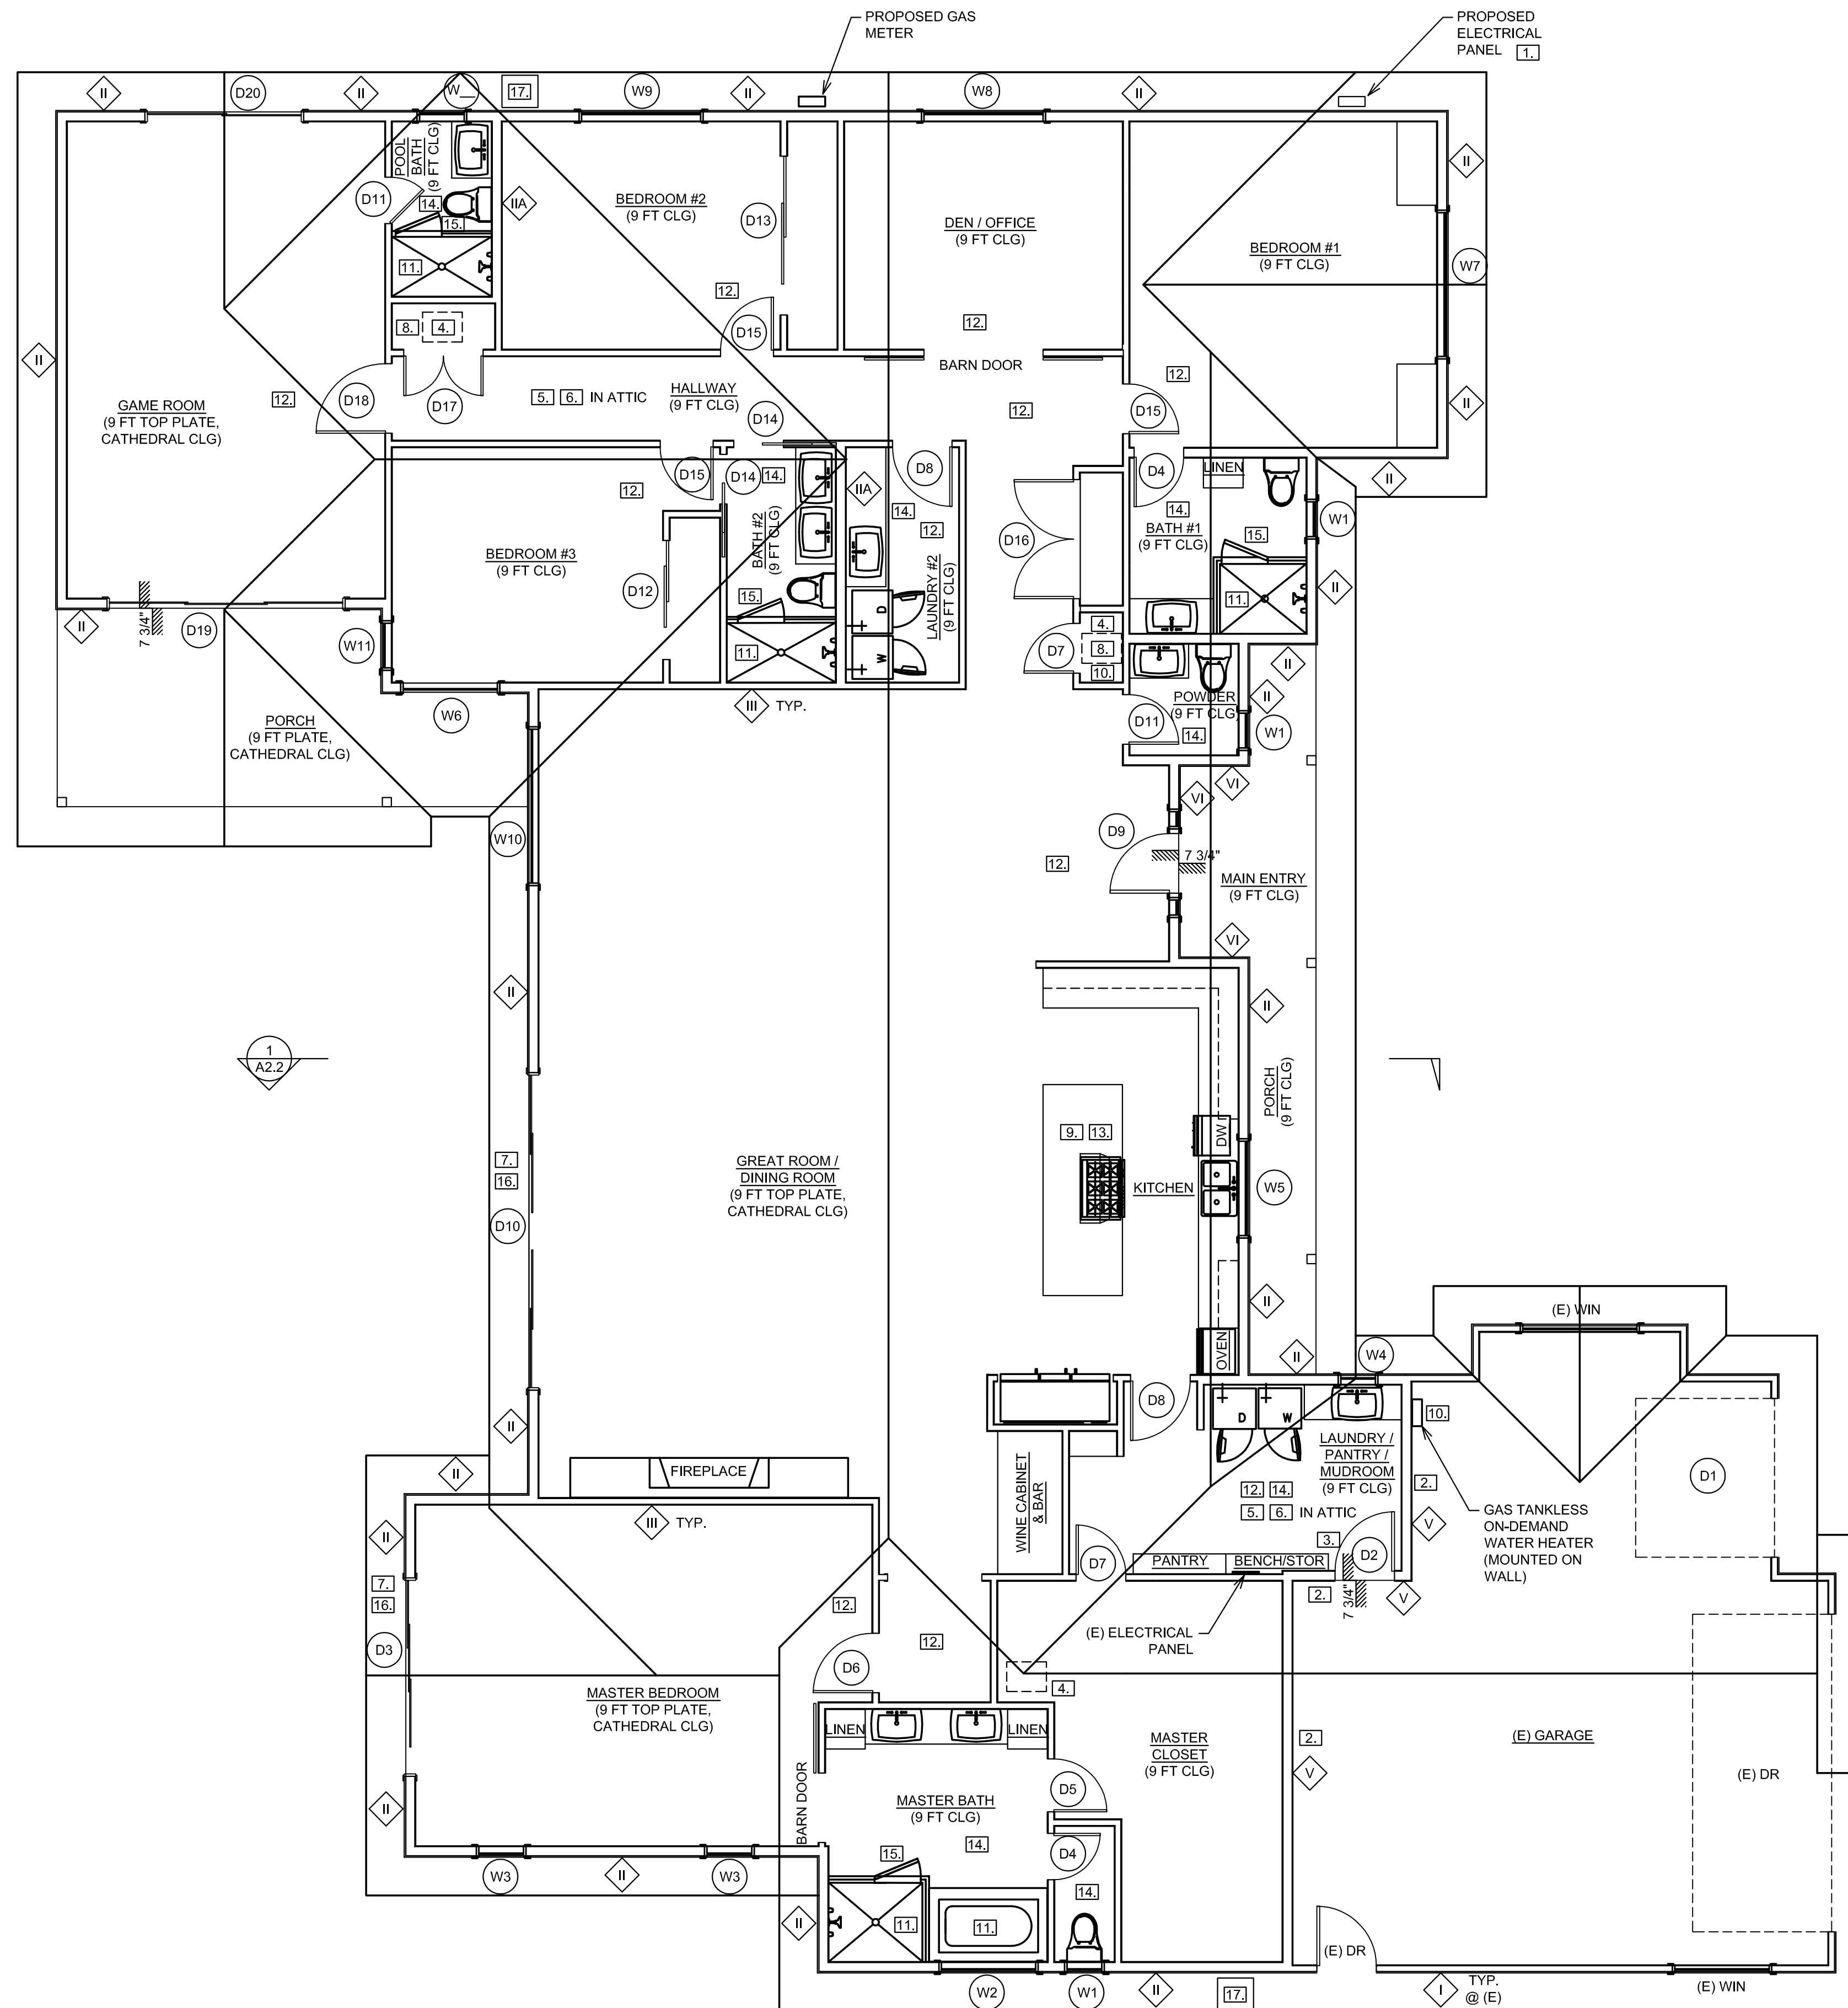 PROPOSED GAS
METER
PROPOSED
ELECTRICAL
PANEL 1.
II
D20
II
W__
17.
W9
II
W8
II
POOL
BATH
(9 FT CLG)
D11
14.
15.
11.
IIA
BEDROOM #2
(9 FT CLG)
D13
12.
D15
DEN / OFFICE
(9 FT CLG)
12.
BEDROOM #1
(9 FT CLG)
II
W7
II
II
8. 4.
D17
BARN DOOR
12.
D15
II
GAME ROOM
(9 FT TOP PLATE,
CATHEDRAL CLG)
12.
D18
5. 6. IN ATTIC
HALLWAY
(9 FT CLG)
D14
12.
D15
D14
14.
12.
IIA
D8
14.
12.
D4
LINEN
14.
BATH #1
(9 FT CLG)
15.
W1
II
11.
BEDROOM #3
(9 FT CLG)
D12
BATH #2
(9 FT CLG)
15.
11.
LAUNDRY #2
(9 FT CLG)
D
W
D16
D7
4.
8.
10.
II
7 3/4"
D19
W11
W6
III TYP.
POWDER
(9 FT CLG)
D11
14.
II
II
W1
PORCH
(9 FT PLATE,
CATHEDRAL CLG)
W10
VI
VI
D9
7 3/4"
12.
MAIN ENTRY
(9 FT CLG)
VI
II
II
1
A2.2
PORCH
(9 FT CLG)
9. 13.
DW
KITCHEN
W5
7.
16.
D10
GREAT ROOM /
DINING ROOM
(9 FT TOP PLATE,
CATHEDRAL CLG)
II
OVEN
II
W4
(E) WIN
D8
D
W
LAUNDRY /
PANTRY /
MUDROOM
(9 FT CLG)
10.
2.
V
D1
II
II
FIREPLACE
WINE CABINET
& BAR
12. 14.
5. 6. IN ATTIC
3.
D2
GAS TANKLESS
ON-DEMAND
WATER HEATER
(MOUNTED ON
WALL)
II
III TYP.
D7
PANTRY
BENCH/STOR
2.
7 3/4"
V
7.
16.
D3
12.
12.
D6
(E) ELECTRICAL
PANEL
4.
MASTER BEDROOM
(9 FT TOP PLATE,
CATHEDRAL CLG)
LINEN
LINEN
MASTER
CLOSET
(9 FT CLG)
2.
V
(E) GARAGE
(E) DR
II
BARN DOOR
MASTER BATH
(9 FT CLG)
D5
14.
15.
D4
W3
II
W3
14.
II
11.
11.
(E) DR
W2
W1
II
17.
I
TYP.
@ (E)
(E) WIN